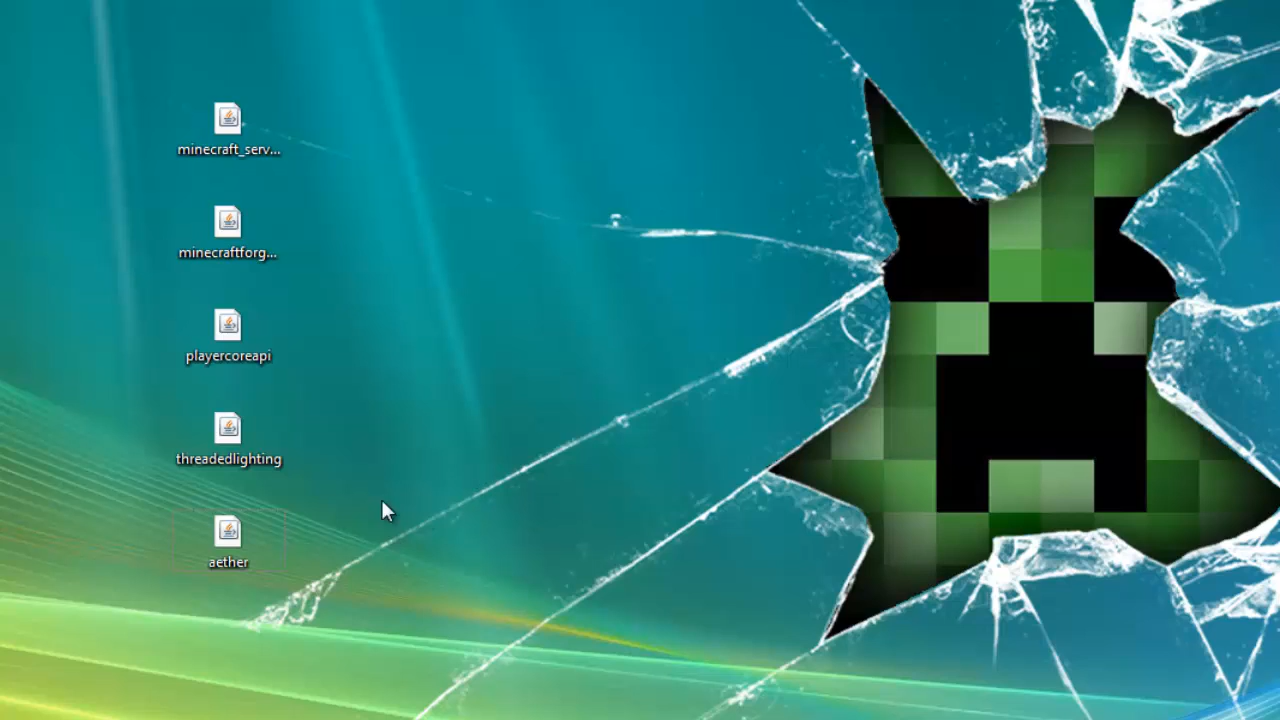 minecraft_serv...
minecraftforg...
playercoreapi
threadedlighting
aether